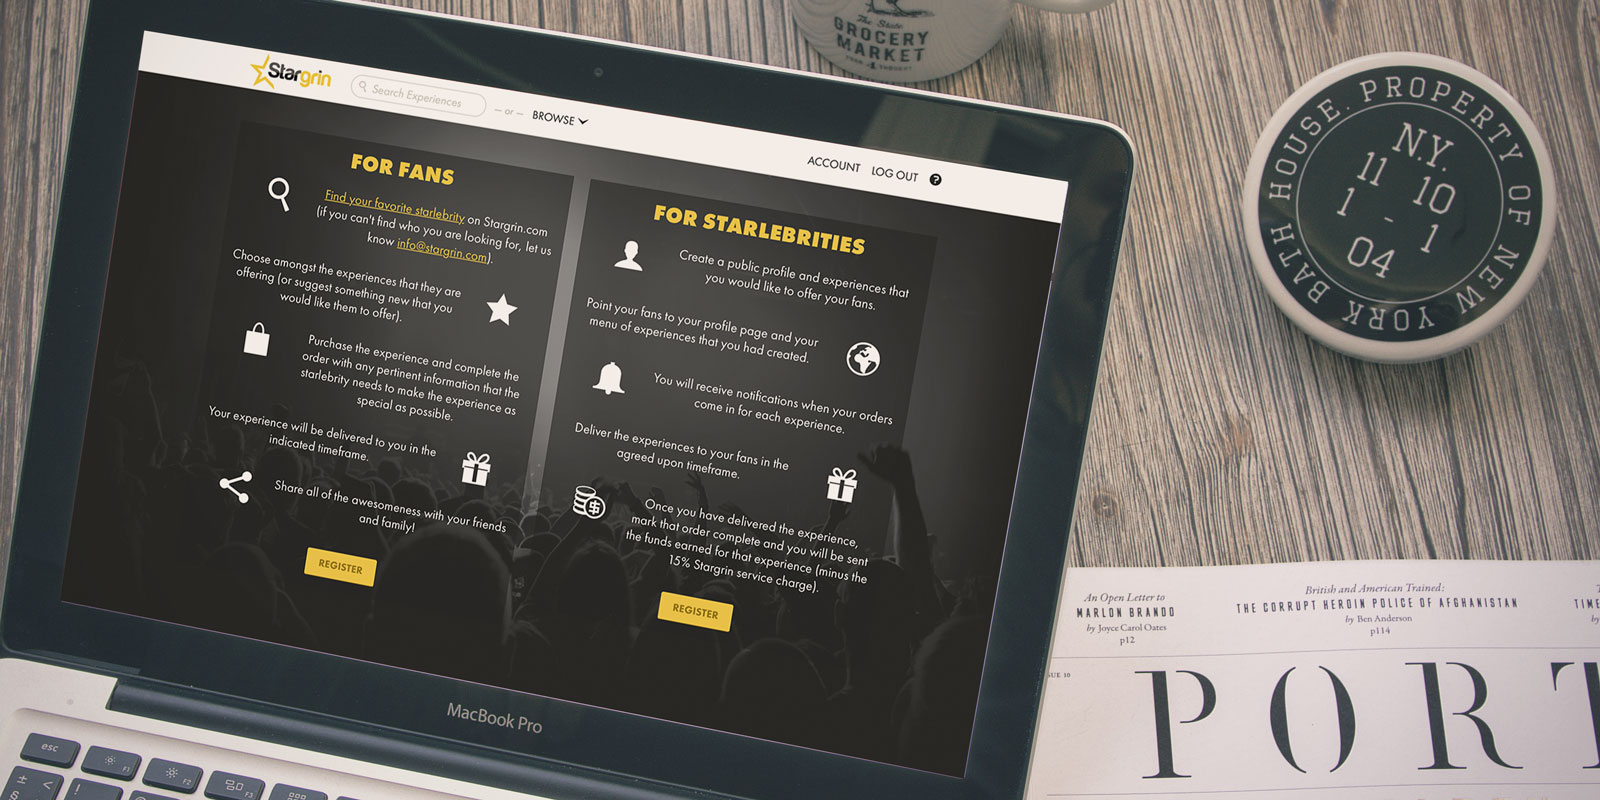 Stargrin
Search Experiences
– or –
BROWSE
ACCOUNT
LOG OUT
?
FOR FANS
Find your favorite starlebrity on Stargrin.com
(if you can't find who you are looking for, let us
know info@stargrin.com).
Choose amongst the experiences that they are
offering (or suggest something new that you
would like them to offer).
Purchase the experience and complete the
order with any pertinent information that the
starlebrity needs to make the experience as
special as possible.
Your experience will be delivered to you in the
indicated timeframe.
Share all of the awesomeness with your friends
and family!
REGISTER
FOR STARLEBRITIES
Create a public profile and experiences that
you would like to offer your fans.
Point your fans to your profile page and your
menu of experiences that you had created.
You will receive notifications when your orders
come in for each experience.
Deliver the experiences to your fans in the
agreed upon timeframe.
$
Once you have delivered the experience,
mark that order complete and you will be sent
the funds earned for that experience (minus the
15% Stargrin service charge).
REGISTER
MacBook Pro
esc
F1
F2
F3
The State
GROCERY
MARKET
PROPERTY OF NEW YORK BATH HOUSE.
N.Y.
11 10
1 - 1
04
An Open Letter to
MARLON BRANDO
by Joyce Carol Oates
p12
British and American Trained:
THE CORRUPT HEROIN POLICE OF AFGHANISTAN
by Ben Anderson
p114
TIME
UE 10
PORT